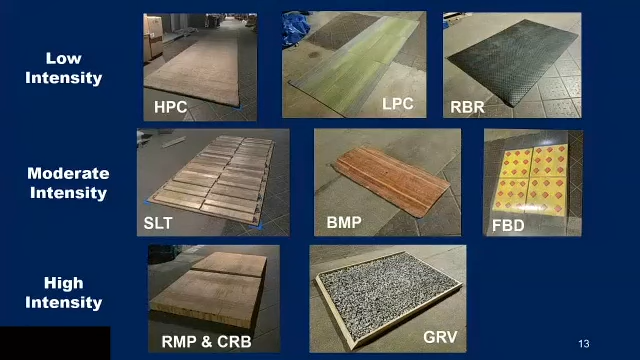 Low
Intensity
HPC
LPC
RBR
Moderate
Intensity
SLT
BMP
FBD
High
Intensity
RMP & CRB
GRV
13